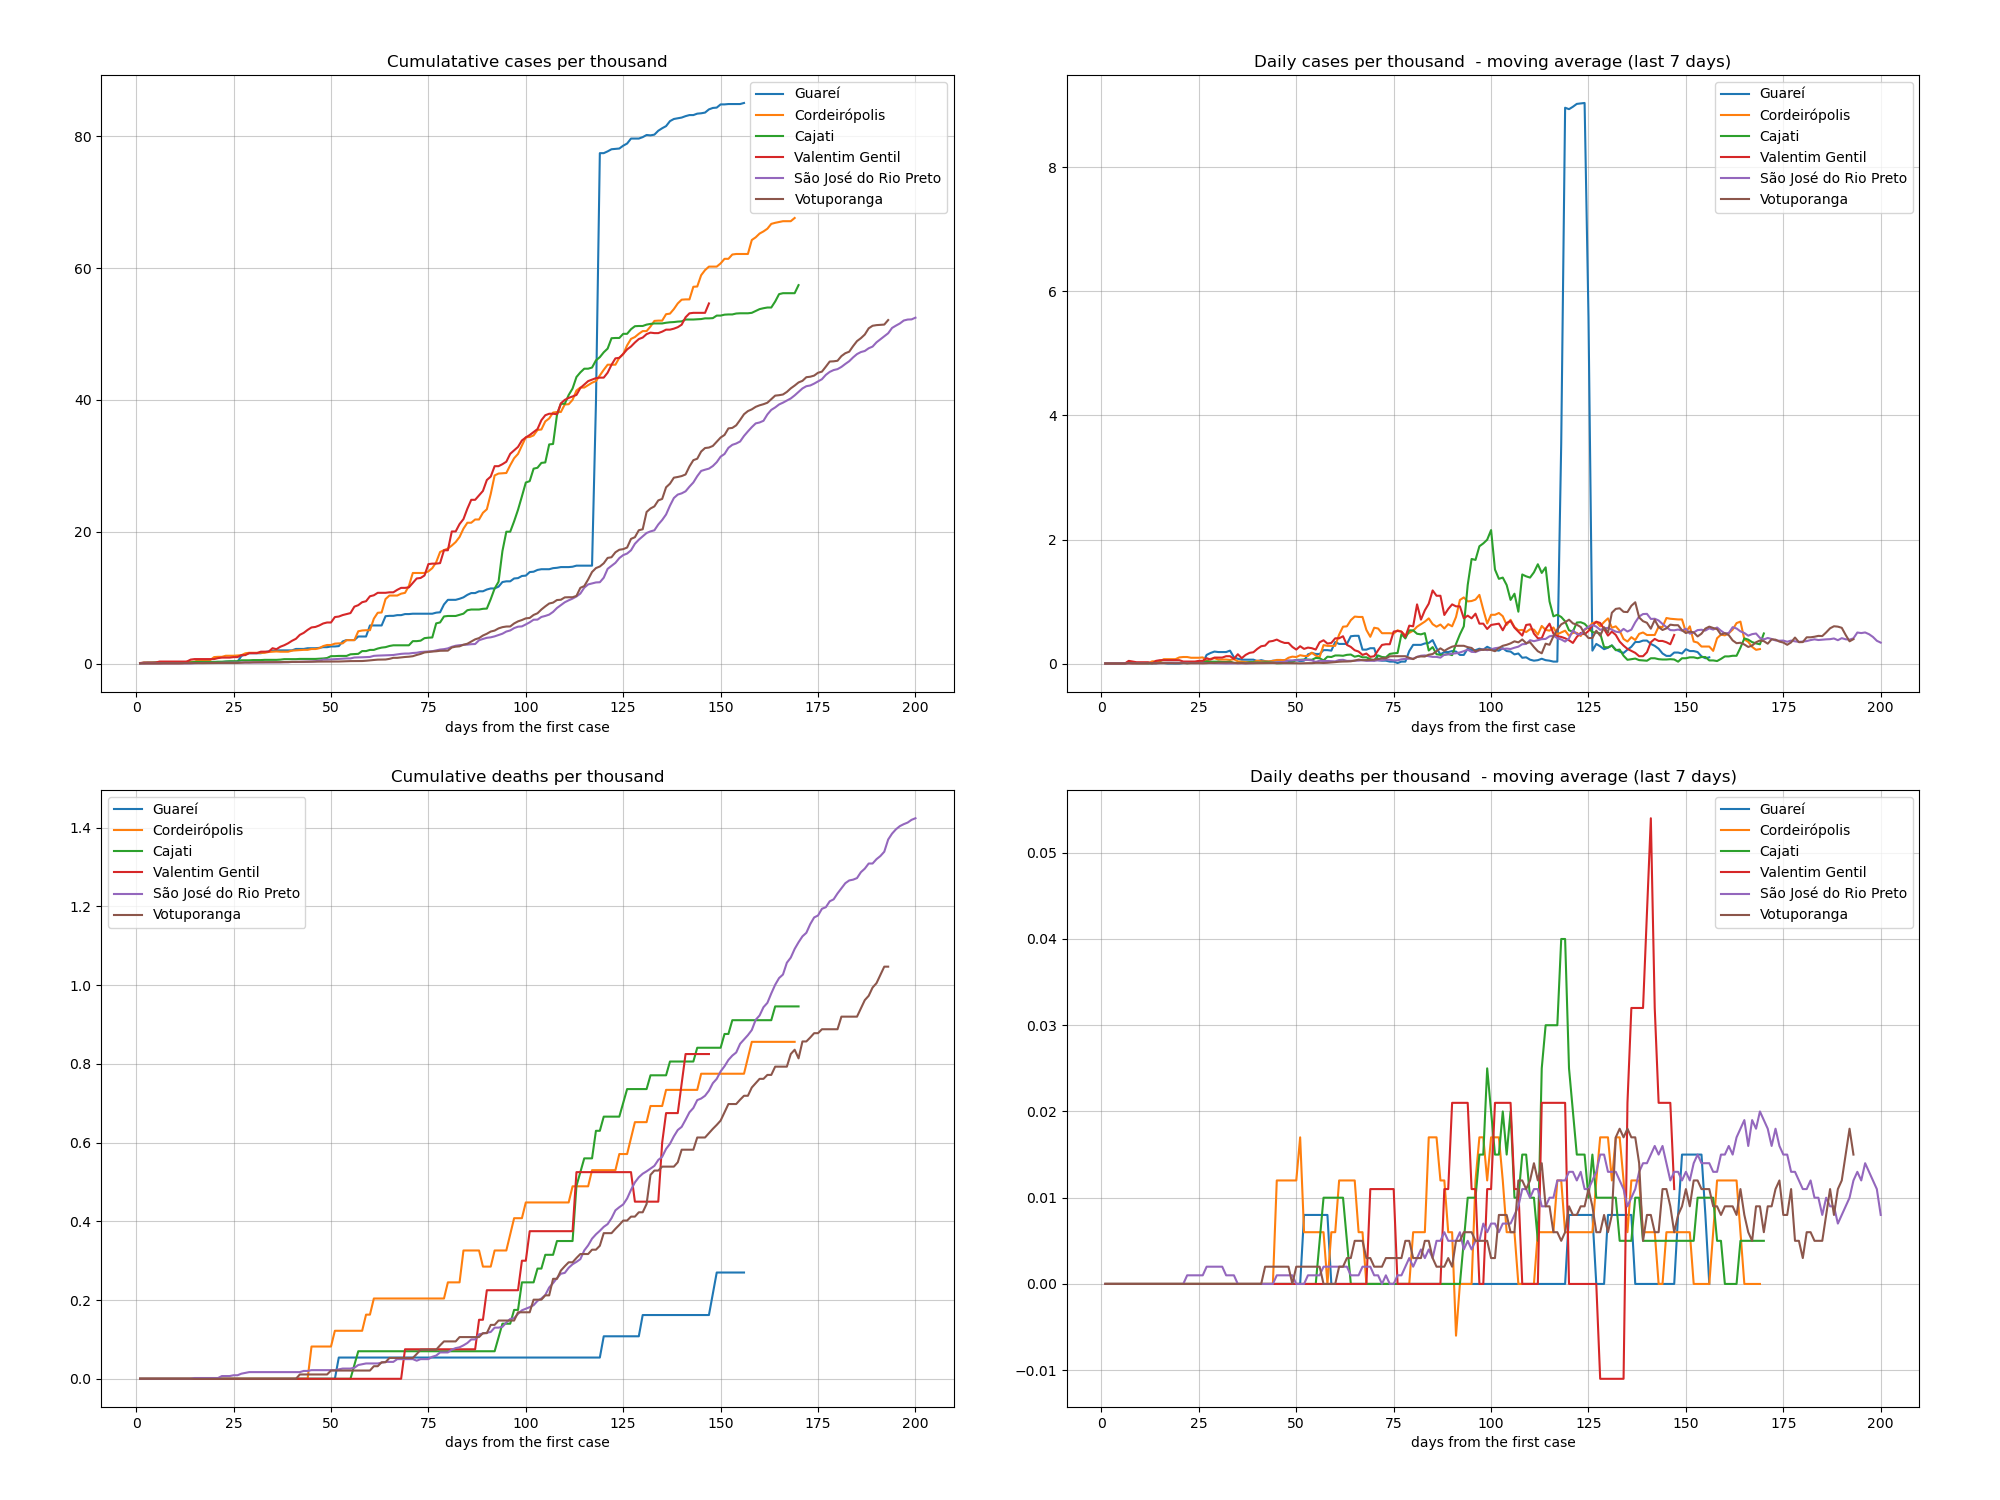 Cumulatative cases per thousand
80
60
40
20
0
0 25 50 75 100 125 150 175 200
days from the first case
Guareí
Cordeirópolis
Cajati
Valentim Gentil
São José do Rio Preto
Votuporanga
Daily cases per thousand - moving average (last 7 days)
8
6
4
2
0
0 25 50 75 100 125 150 175 200
days from the first case
Guareí
Cordeirópolis
Cajati
Valentim Gentil
São José do Rio Preto
Votuporanga
Cumulative deaths per thousand
1.4
1.2
1.0
0.8
0.6
0.4
0.2
0.0
0 25 50 75 100 125 150 175 200
days from the first case
Guareí
Cordeirópolis
Cajati
Valentim Gentil
São José do Rio Preto
Votuporanga
Daily deaths per thousand - moving average (last 7 days)
0.05
0.04
0.03
0.02
0.01
0.00
−0.01
0 25 50 75 100 125 150 175 200
days from the first case
Guareí
Cordeirópolis
Cajati
Valentim Gentil
São José do Rio Preto
Votuporanga